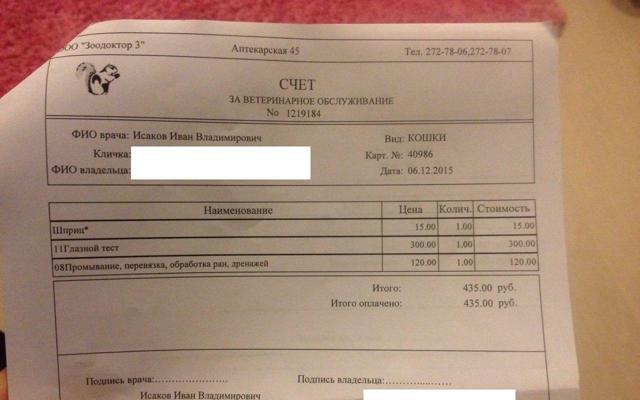 ООО "Зоодоктор 3" Аптекарская 45 Тел. 272-78-06,272-78-07
СЧЕТ
ЗА ВЕТЕРИНАРНОЕ ОБСЛУЖИВАНИЕ
No 1219184
ФИО врача: Исаков Иван Владимирович Вид: КОШКИ
Кличка: Карт. №: 40986
ФИО владельца: Дата: 06.12.2015
Наименование Цена Колич. Стоимость
Шприц* 15.00 1.00 15.00
11Глазной тест 300.00 1.00 300.00
08Промывание, перевязка, обработка ран, дренажей 120.00 1.00 120.00
Итого: 435.00 руб.
Итого оплачено: 435.00 руб.
Подпись врача:...................... Подпись владельца:....................
Исаков Иван Владимирович